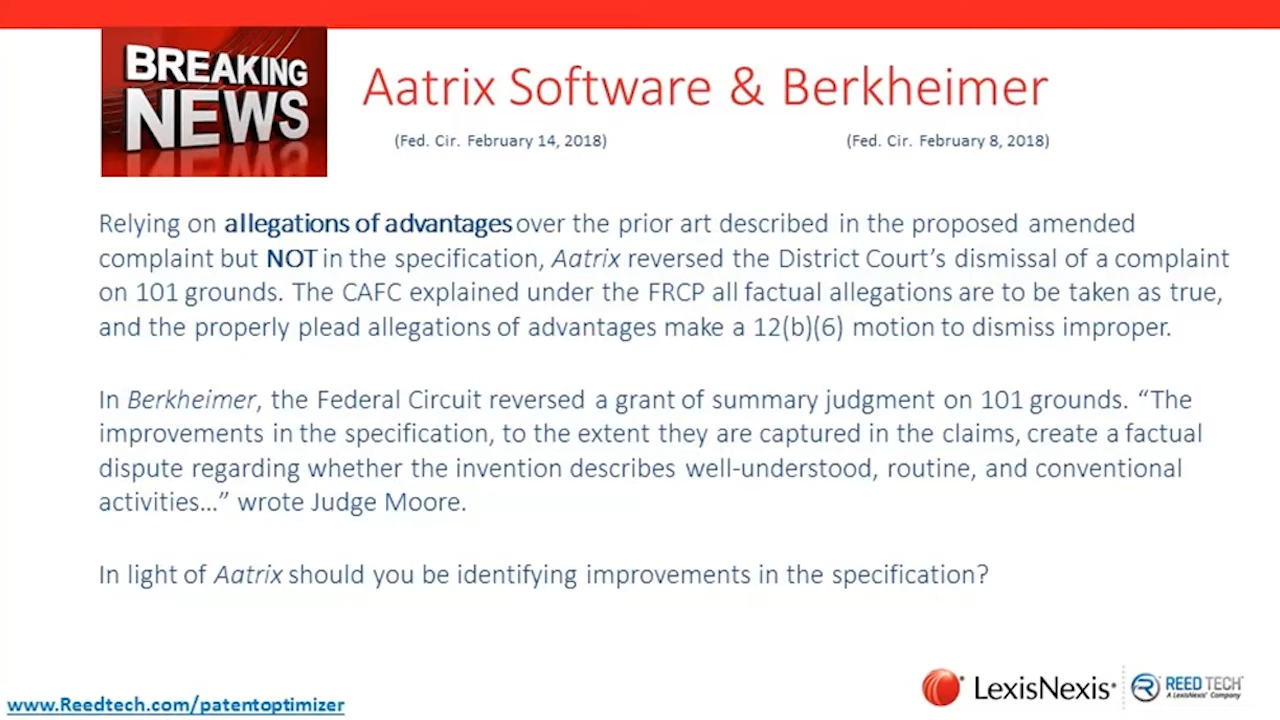 BREAKING
NEWS
Aatrix Software & Berkheimer
(Fed. Cir. February 14, 2018) (Fed. Cir. February 8, 2018)
Relying on allegations of advantages over the prior art described in the proposed amended
complaint but NOT in the specification, Aatrix reversed the District Court’s dismissal of a complaint
on 101 grounds. The CAFC explained under the FRCP all factual allegations are to be taken as true,
and the properly plead allegations of advantages make a 12(b)(6) motion to dismiss improper.
In Berkheimer, the Federal Circuit reversed a grant of summary judgment on 101 grounds. “The
improvements in the specification, to the extent they are captured in the claims, create a factual
dispute regarding whether the invention describes well-understood, routine, and conventional
activities…” wrote Judge Moore.
In light of Aatrix should you be identifying improvements in the specification?
www.Reedtech.com/patentoptimizer
LexisNexis®
REED TECH™
A LexisNexis® Company